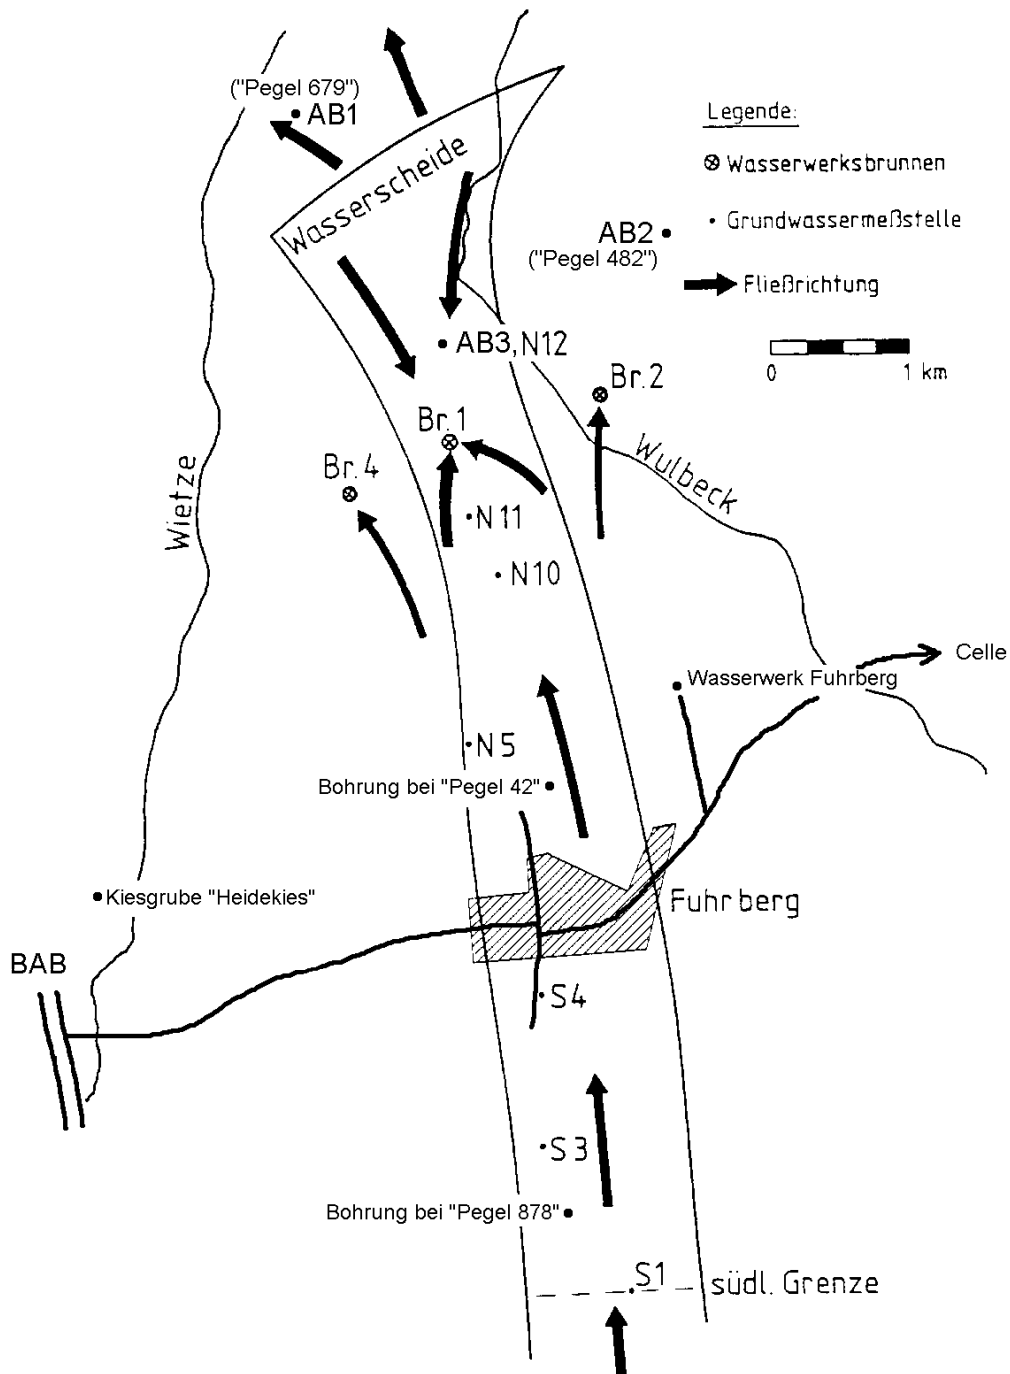 ("Pegel 679")
AB1
Legende:
Wasserscheide
Wasserwerksbrunnen
Grundwassermeßstelle
AB2
("Pegel 482")
Fließrichtung
AB3,N12
0 1 km
Br.2
Br.1
Br.4
Wulbeck
Wietze
N11
N10
Celle
Wasserwerk Fuhrberg
N5
Bohrung bei "Pegel 42"
Kiesgrube "Heidekies"
Fuhrberg
BAB
S4
S3
Bohrung bei "Pegel 878"
S1
südl. Grenze